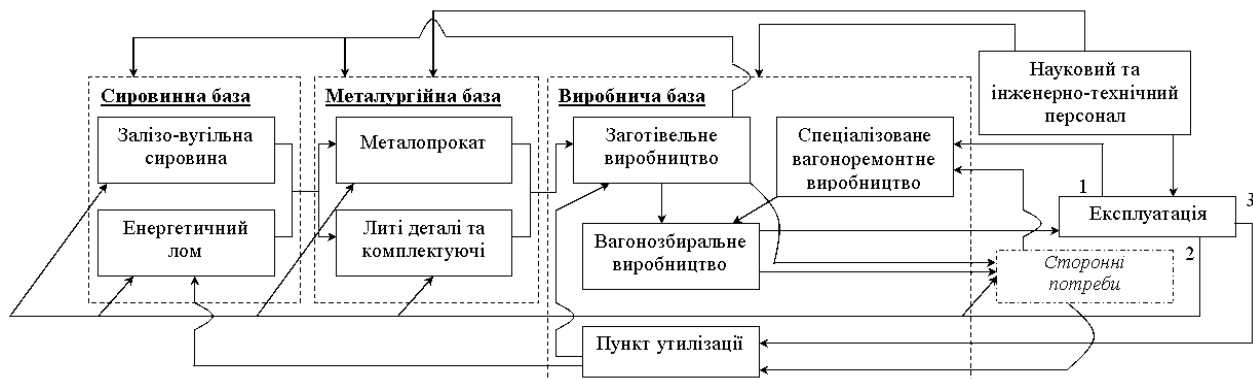 Сировинна база
Залізо-вугільна
сировина
Енергетичний
лом
Металургійна база
Металопрокат
Литі деталі та
комплектуючі
Виробнича база
Заготівельне
виробництво
Спеціалізоване
вагоноремонтне
виробництво
Вагонозбиральне
виробництво
Пункт утилізації
Науковий та
інженерно-технічний
персонал
1
3
Експлуатація
2
Сторонні
потреби